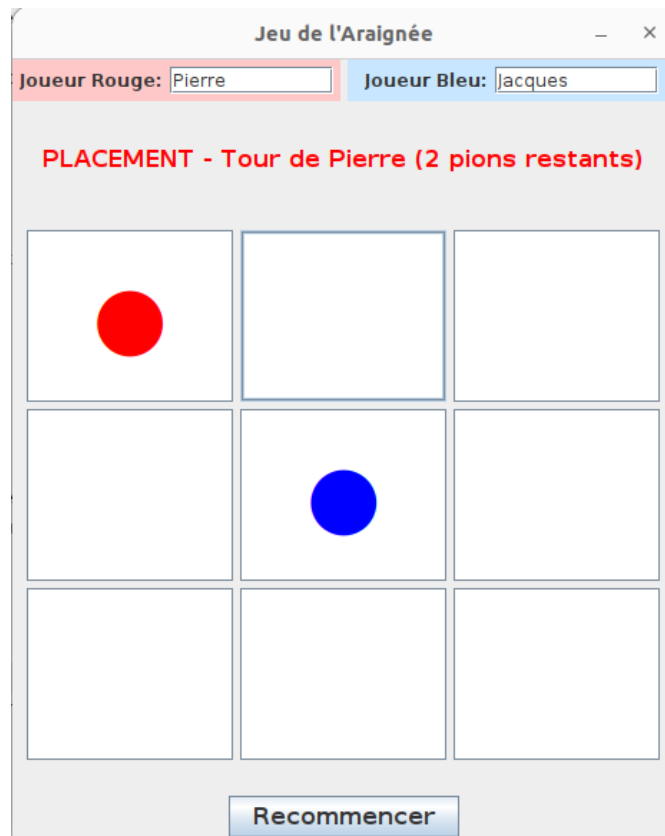 Jeu de l'Araignée
Joueur Rouge: Pierre Joueur Bleu: Jacques
PLACEMENT - Tour de Pierre (2 pions restants)
Recommencer